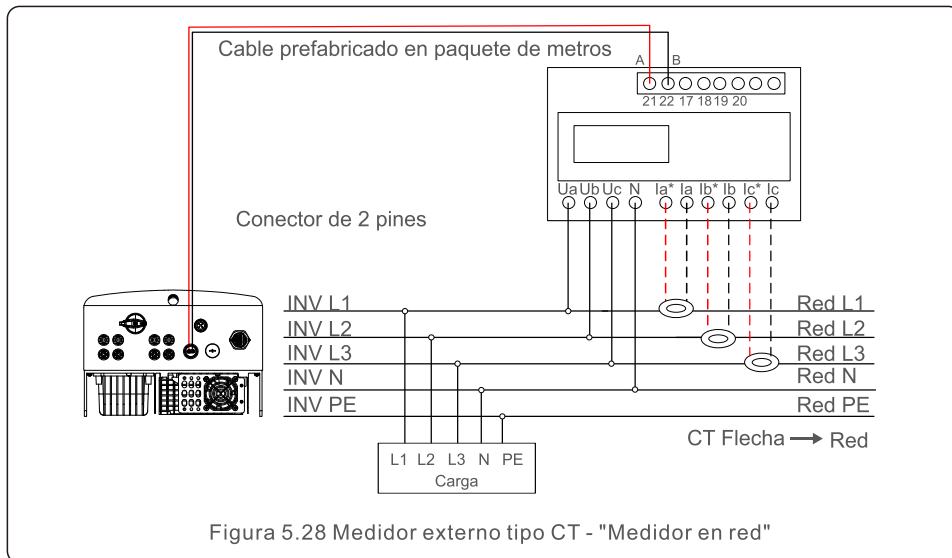 Cable prefabricado en paquete de metros
A B
21 22 17 18 19 20
Ua Ub Uc N Ia* Ia Ib* Ib Ic* Ic
Conector de 2 pines
INV L1 Red L1
INV L2 Red L2
INV L3 Red L3
INV N Red N
INV PE Red PE
CT Flecha → Red
L1 L2 L3 N PE
Carga
Figura 5.28 Medidor externo tipo CT - "Medidor en red"